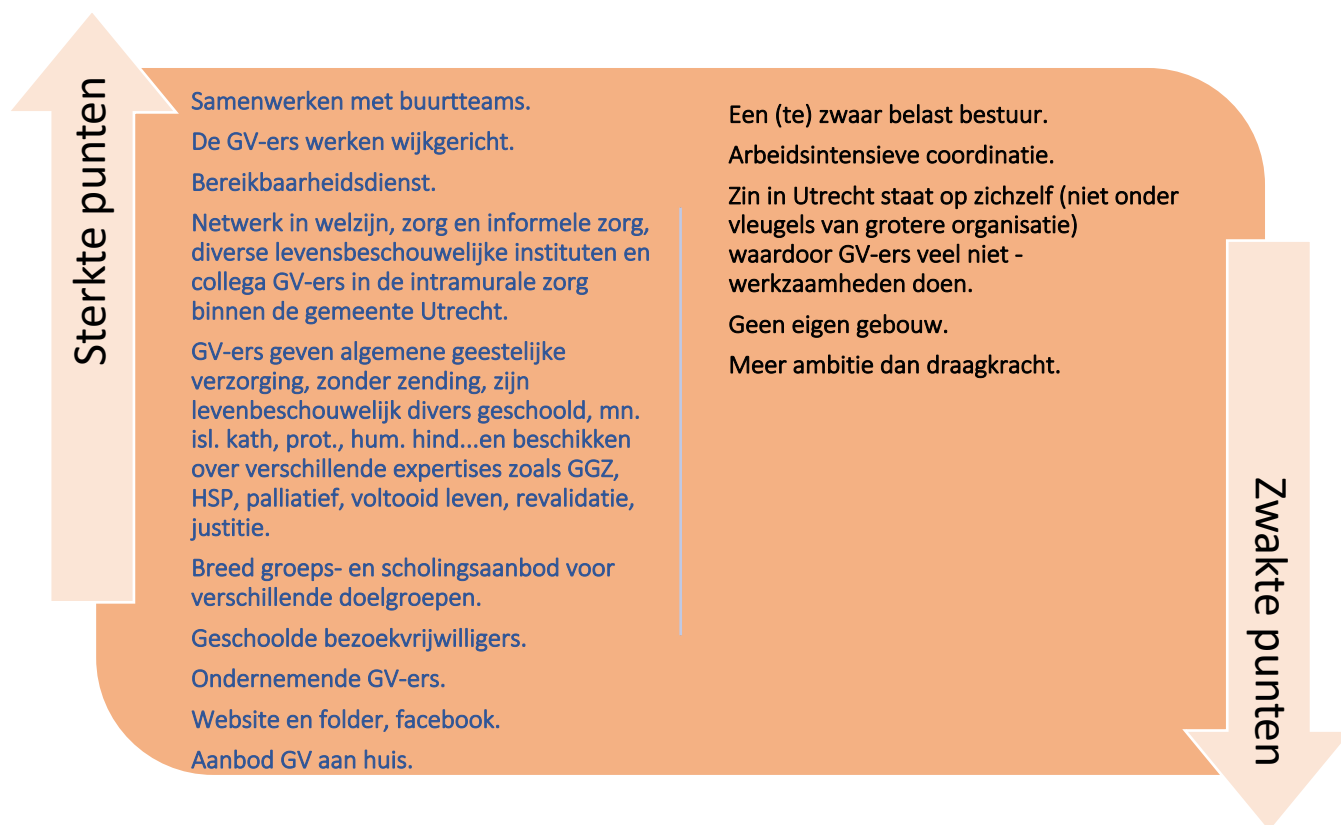 Sterkte punten
Samenwerken met buurtteams.
De GV-ers werken wijkgericht.
Bereikbaarheidsdienst.
Netwerk in welzijn, zorg en informele zorg,
diverse levensbeschouwelijke instituten en
collega GV-ers in de intramurale zorg
binnen de gemeente Utrecht.
GV-ers geven algemene geestelijke
verzorging, zonder zending, zijn
levenbeschouwelijk divers geschoold, mn.
isl. kath, prot., hum. hind...en beschikken
over verschillende expertises zoals GGZ,
HSP, palliatief, voltooid leven, revalidatie,
justitie.
Breed groeps- en scholingsaanbod voor
verschillende doelgroepen.
Geschoolde bezoekvrijwilligers.
Ondernemende GV-ers.
Website en folder, facebook.
Aanbod GV aan huis.
Een (te) zwaar belast bestuur.
Arbeidsintensieve coordinatie.
Zin in Utrecht staat op zichzelf (niet onder
vleugels van grotere organisatie)
waardoor GV-ers veel niet -
werkzaamheden doen.
Geen eigen gebouw.
Meer ambitie dan draagkracht.
Zwakte punten